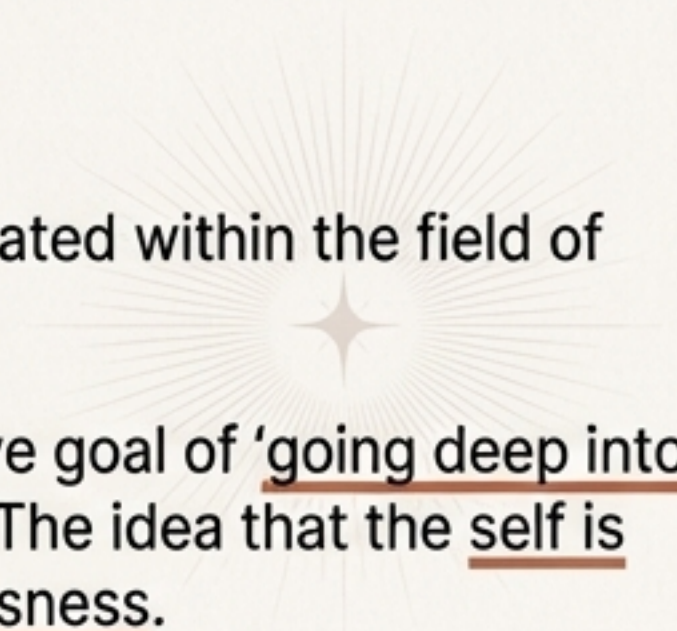 ated within the field of
e goal of ‘going deep into
The idea that the self is
sness.